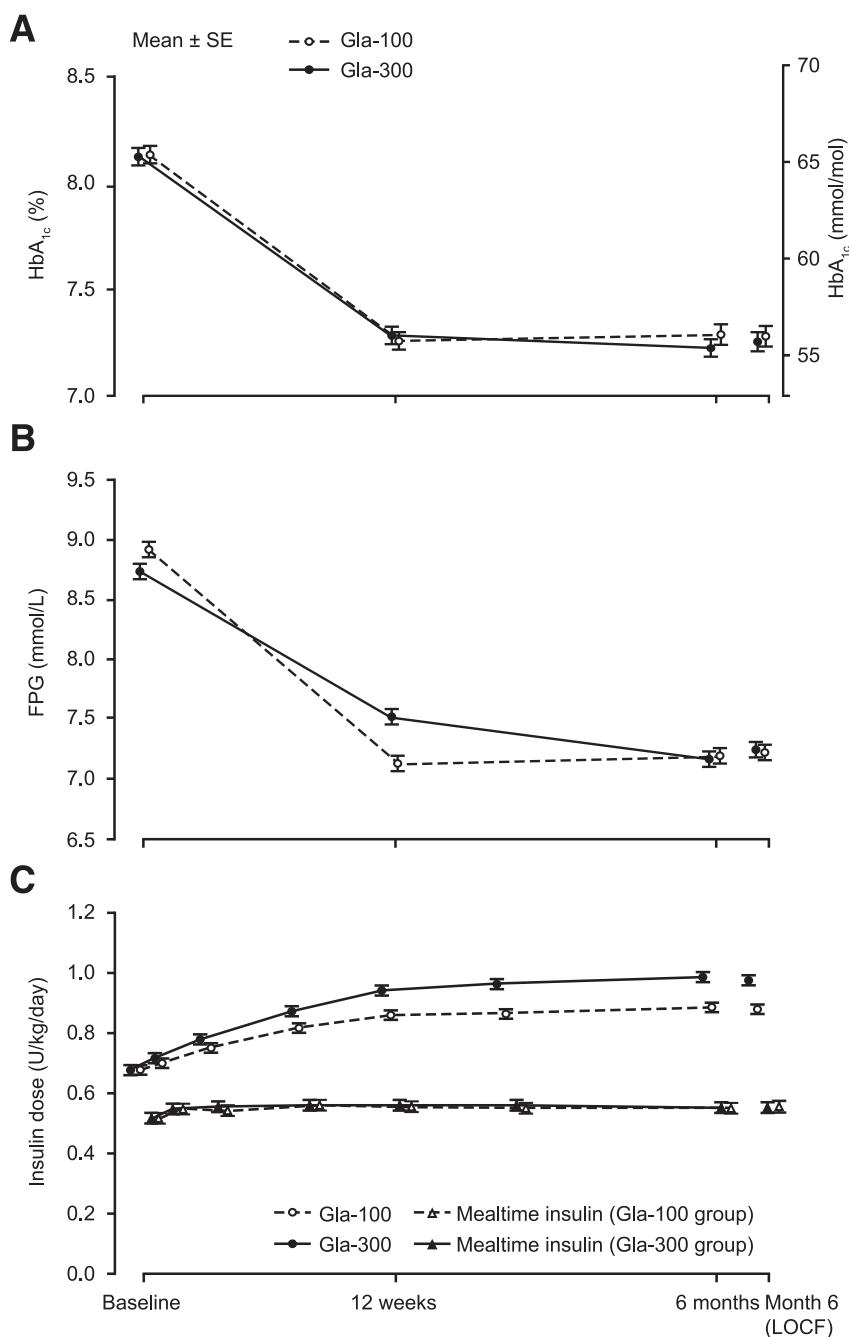 A
Mean ± SE
Gla-100
Gla-300
8.5
8.0
7.5
7.0
HbA1c (%)
70
65
60
55
HbA1c (mmol/mol)
B
9.5
9.0
8.5
8.0
7.5
7.0
6.5
FPG (mmol/L)
C
1.2
1.0
0.8
0.6
0.4
0.2
0.0
Insulin dose (U/kg/day)
Gla-100 Mealtime insulin (Gla-100 group)
Gla-300 Mealtime insulin (Gla-300 group)
Baseline 12 weeks 6 months Month 6
(LOCF)